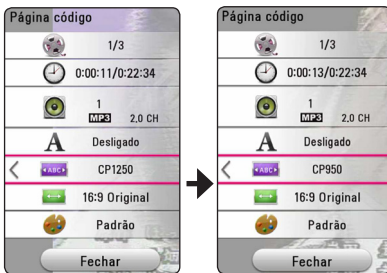 Página código
1/3
0:00:11/0:22:34
1
MP3 2,0 CH
A Desligado
ABC CP1250
16:9 Original
Padrão
Fechar
Página código
1/3
0:00:13/0:22:34
1
MP3 2,0 CH
A Desligado
ABC CP950
16:9 Original
Padrão
Fechar